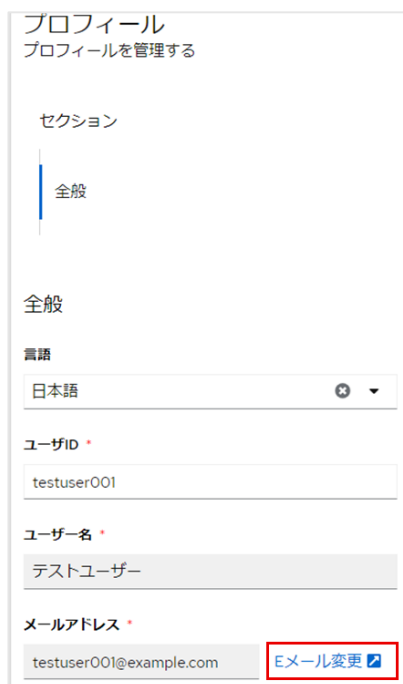 プロフィール
プロフィールを管理する
セクション
全般
全般
言語
日本語
ユーザID *
testuser001
ユーザー名 *
テストユーザー
メールアドレス *
testuser001@example.com Eメール変更